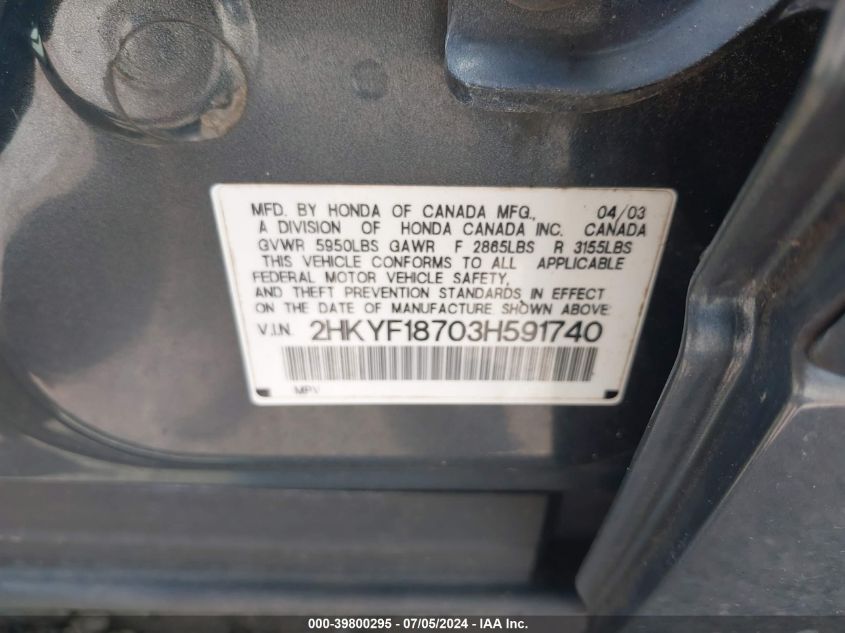 MFD. BY HONDA OF CANADA MFG., 04/03
A DIVISION OF HONDA CANADA INC. CANADA
GVWR 5950LBS GAWR F 2865LBS R 3155LBS
THIS VEHICLE CONFORMS TO ALL APPLICABLE
FEDERAL MOTOR VEHICLE SAFETY,
AND THEFT PREVENTION STANDARDS IN EFFECT
ON THE DATE OF MANUFACTURE SHOWN ABOVE:
V.I.N. 2HKYF18703H591740
MPV
000-39800295 - 07/05/2024 - IAA Inc.